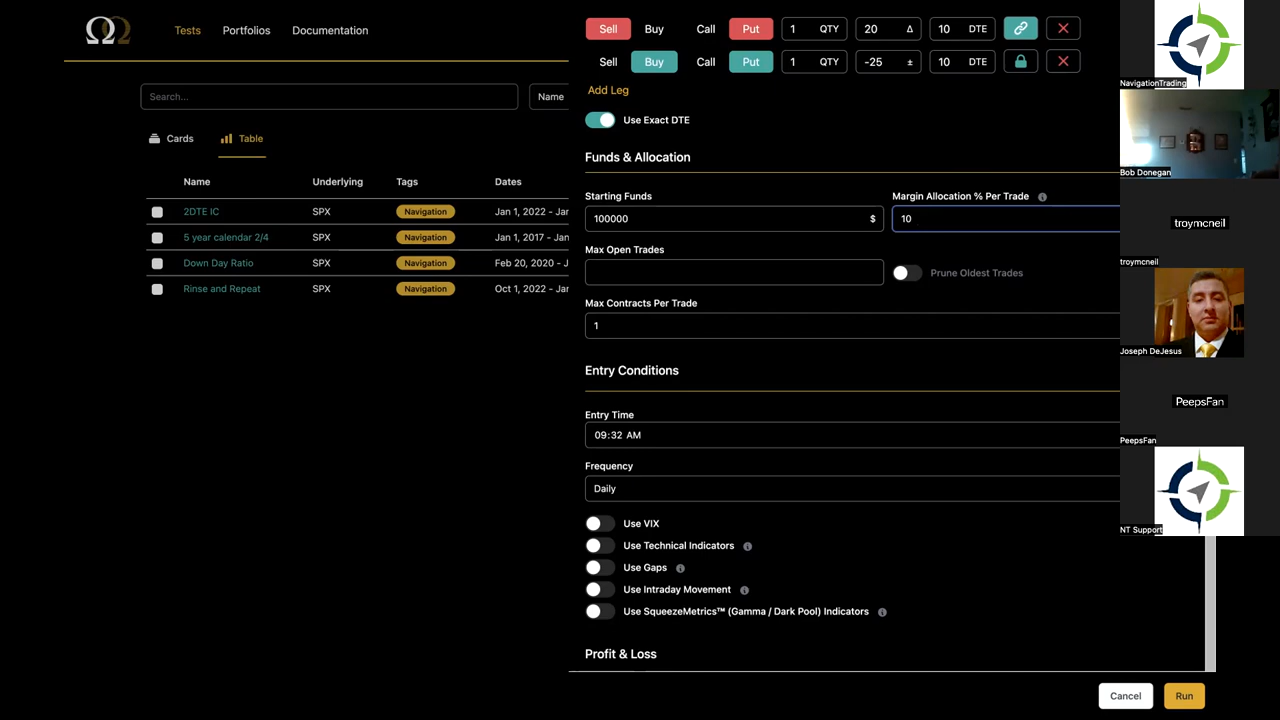 Tests Portfolios Documentation
Search...
Name
Cards Table
Name Underlying Tags Dates
2DTE IC SPX Navigation Jan 1, 2022 - Jan
5 year calendar 2/4 SPX Navigation Jan 1, 2017 - Jan
Down Day Ratio SPX Navigation Feb 20, 2020 - J
Rinse and Repeat SPX Navigation Oct 1, 2022 - Jan
Sell Buy Call Put 1 QTY 20 Δ 10 DTE
Sell Buy Call Put 1 QTY -25 ± 10 DTE
Add Leg
Use Exact DTE
Funds & Allocation
Starting Funds Margin Allocation % Per Trade
100000 $ 10
Max Open Trades
Prune Oldest Trades
Max Contracts Per Trade
1
Entry Conditions
Entry Time
09:32 AM
Frequency
Daily
Use VIX
Use Technical Indicators
Use Gaps
Use Intraday Movement
Use SqueezeMetrics™ (Gamma / Dark Pool) Indicators
Profit & Loss
Cancel Run
NavigationTrading
Bob Donegan
troymcneil
troymcneil
Joseph DeJesus
PeepsFan
PeepsFan
NT Support